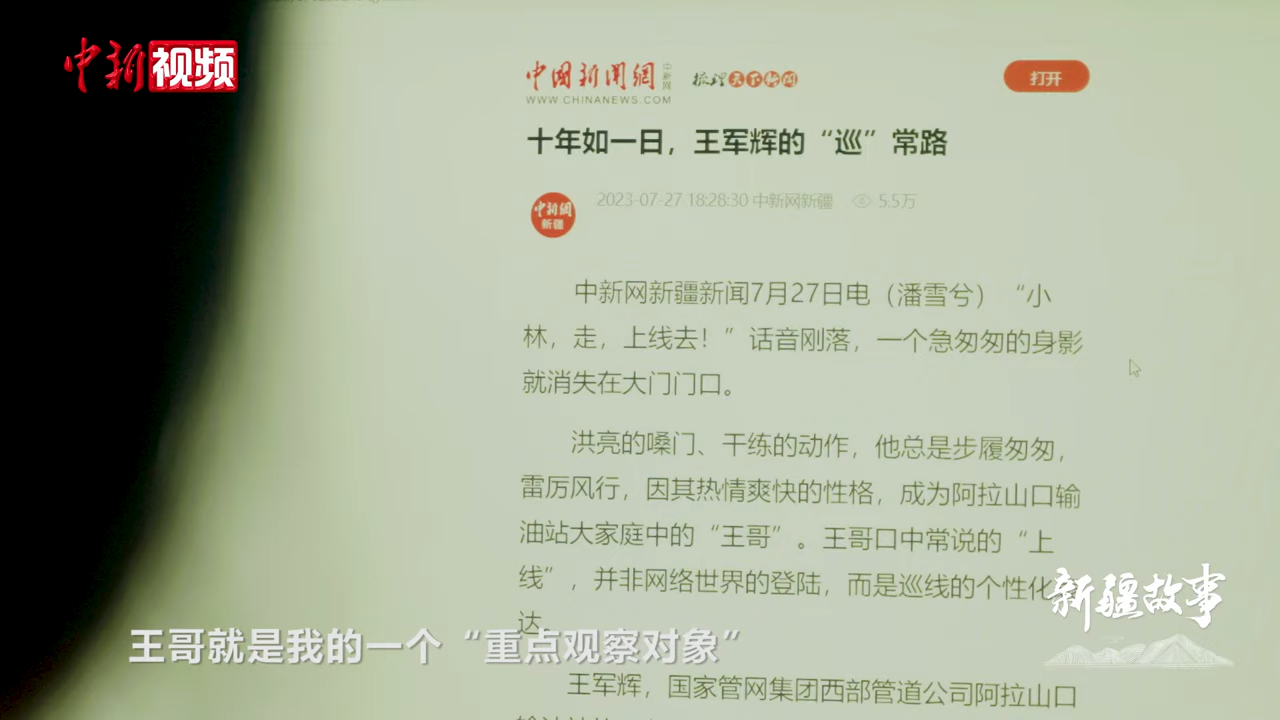 中新视频
中国新闻網 中新网 梳理天下新闻
WWW.CHINANEWS.COM
打开
十年如一日，王军辉的“巡”常路
中新網
新疆
2023-07-27 18:28:30 中新网新疆 5.5万
中新网新疆新闻7月27日电（潘雪兮）“小
林，走，上线去！”话音刚落，一个急匆匆的身影
就消失在大门门口。
洪亮的嗓门、干练的动作，他总是步履匆匆，
雷厉风行，因其热情爽快的性格，成为阿拉山口输
油站大家庭中的“王哥”。王哥口中常说的“上
线”，并非网络世界的登陆，而是巡线的个性化
达。
新疆故事
王哥就是我的一个“重点观察对象”
王军辉，国家管网集团西部管道公司阿拉山口